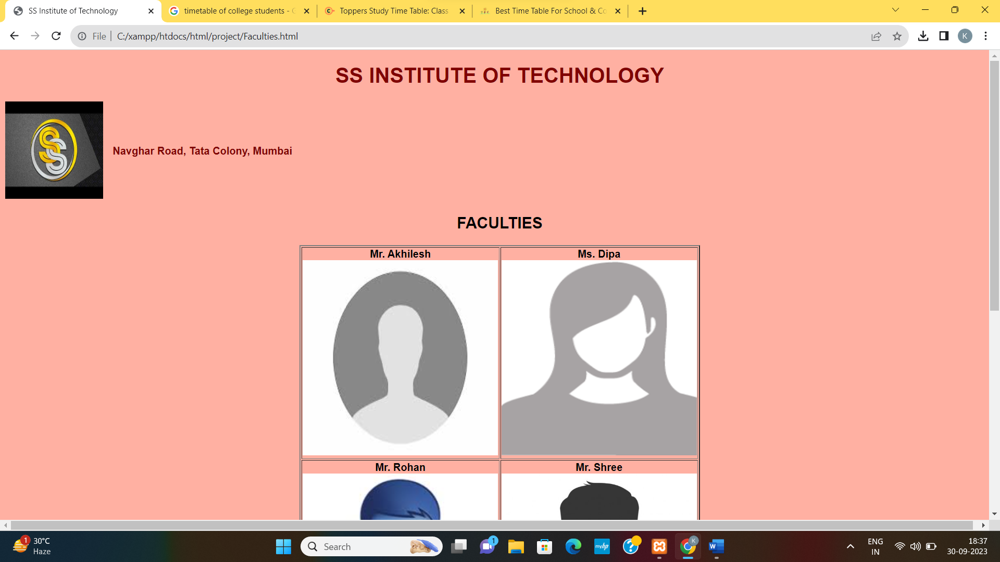 SS Institute of Technology
timetable of college students - G
Toppers Study Time Table: Class
Best Time Table For School & Co
File
C:/xampp/htdocs/html/project/Faculties.html
K
SS INSTITUTE OF TECHNOLOGY
SS
Navghar Road, Tata Colony, Mumbai
FACULTIES
Mr. Akhilesh
Ms. Dipa
Mr. Rohan
Mr. Shree
1
30°C
Haze
Search
1
myhp
?
K
W
ENG
IN
18:37
30-09-2023